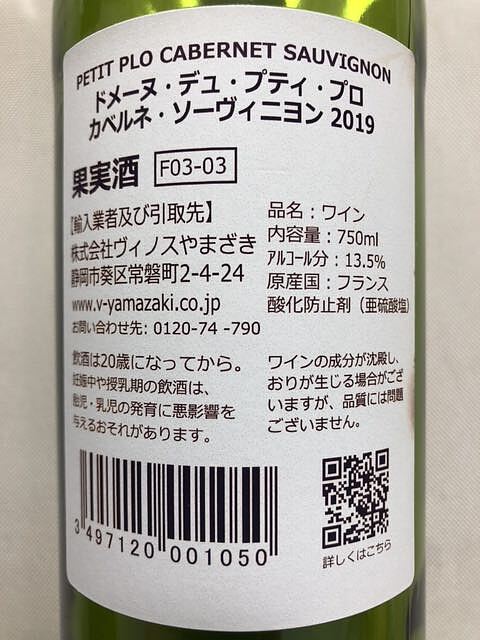 PETIT PLO CABERNET SAUVIGNON
ドメーヌ・デュ・プティ・プロ
カベルネ・ソーヴィニヨン 2019
果実酒 F03-03
【輸入業者及び引取先】
株式会社ヴィノスやまざき
静岡市葵区常磐町2-4-24
www.v-yamazaki.co.jp
お問い合わせ先: 0120-74 -790
品名：ワイン
内容量：750ml
ｱﾙｺｰﾙ分：13.5%
原産国：フランス
酸化防止剤（亜硫酸塩）
飲酒は20歳になってから。
妊娠中や授乳期の飲酒は、
胎児・乳児の発育に悪影響を
与えるおそれがあります。
ワインの成分が沈殿し、
おりが生じる場合がござ
いますが、品質には問題
ございません。
3 497120 001050
詳しくはこちら